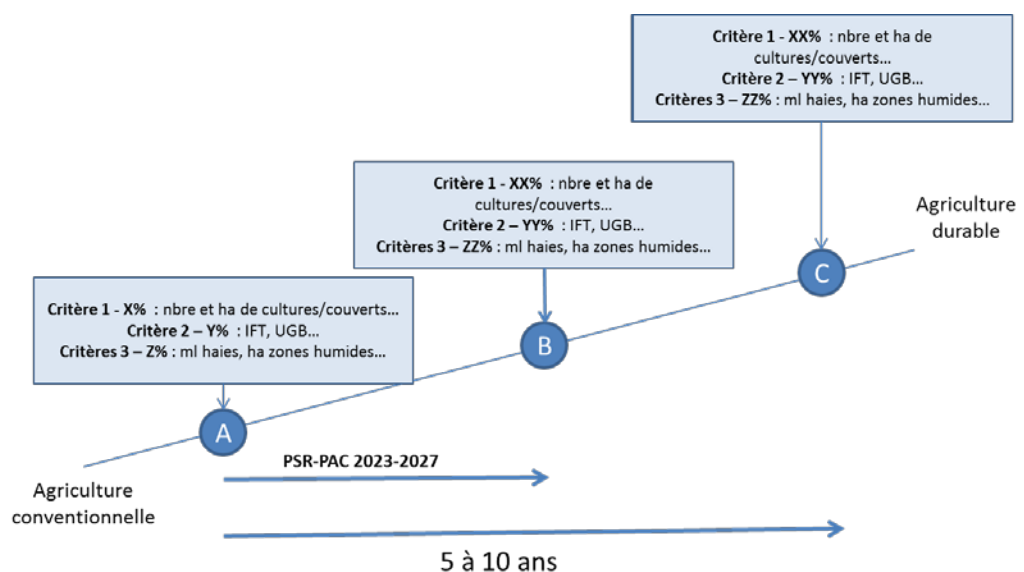 Critère 1 - XX% : nbre et ha de
cultures/couverts...
Critère 2 – YY% : IFT, UGB...
Critères 3 – ZZ% : ml haies, ha zones humides...
Critère 1 - XX% : nbre et ha de
cultures/couverts...
Critère 2 – YY% : IFT, UGB...
Critères 3 – ZZ% : ml haies, ha zones humides...
Agriculture
durable
C
Critère 1 - X% : nbre et ha de cultures/couverts...
Critère 2 – Y% : IFT, UGB...
Critères 3 – Z% : ml haies, ha zones humides...
B
A
PSR-PAC 2023-2027
Agriculture
conventionnelle
5 à 10 ans